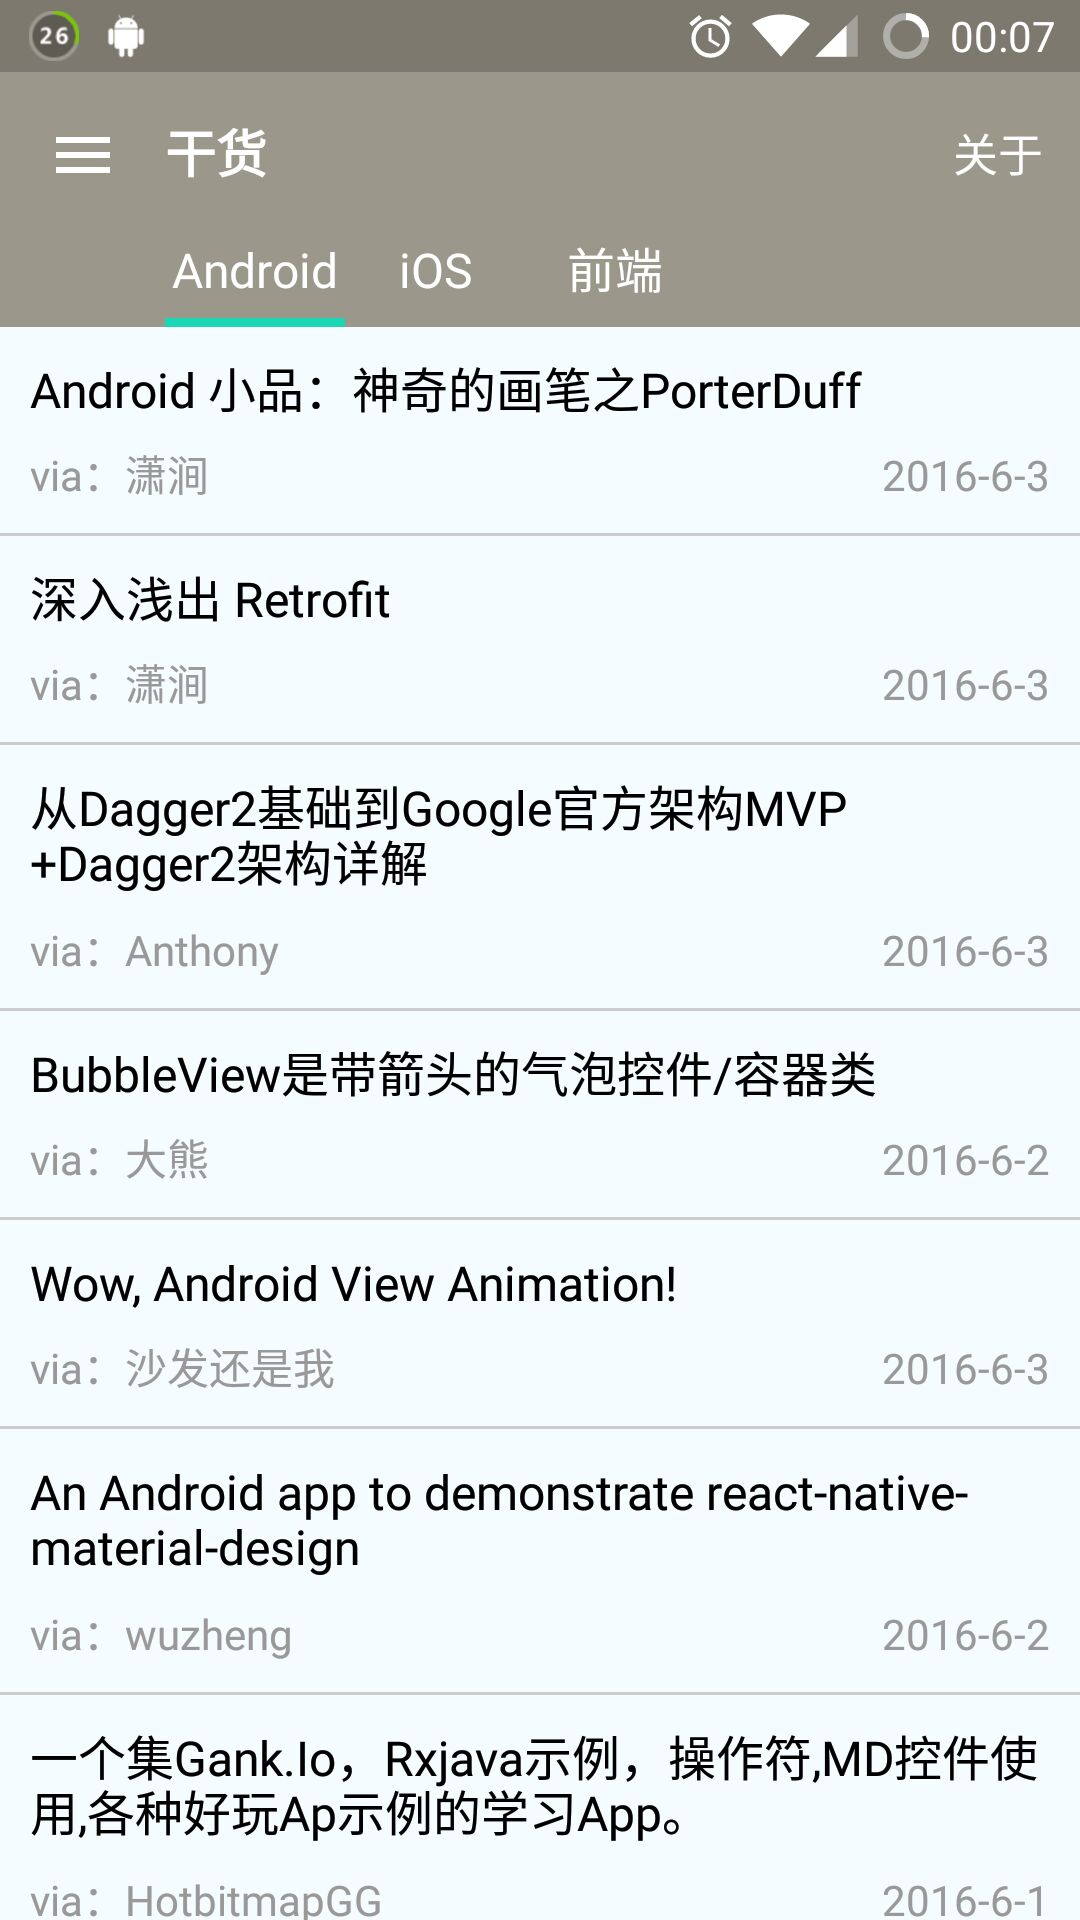 26
00:07
干货
关于
Android
iOS
前端
Android 小品：神奇的画笔之PorterDuff
via：潇涧
2016-6-3
深入浅出 Retrofit
via：潇涧
2016-6-3
从Dagger2基础到Google官方架构MVP
+Dagger2架构详解
via：Anthony
2016-6-3
BubbleView是带箭头的气泡控件/容器类
via：大熊
2016-6-2
Wow, Android View Animation!
via：沙发还是我
2016-6-3
An Android app to demonstrate react-native-
material-design
via：wuzheng
2016-6-2
一个集Gank.Io，Rxjava示例，操作符,MD控件使
用,各种好玩Ap示例的学习App。
via：HotbitmapGG
2016-6-1